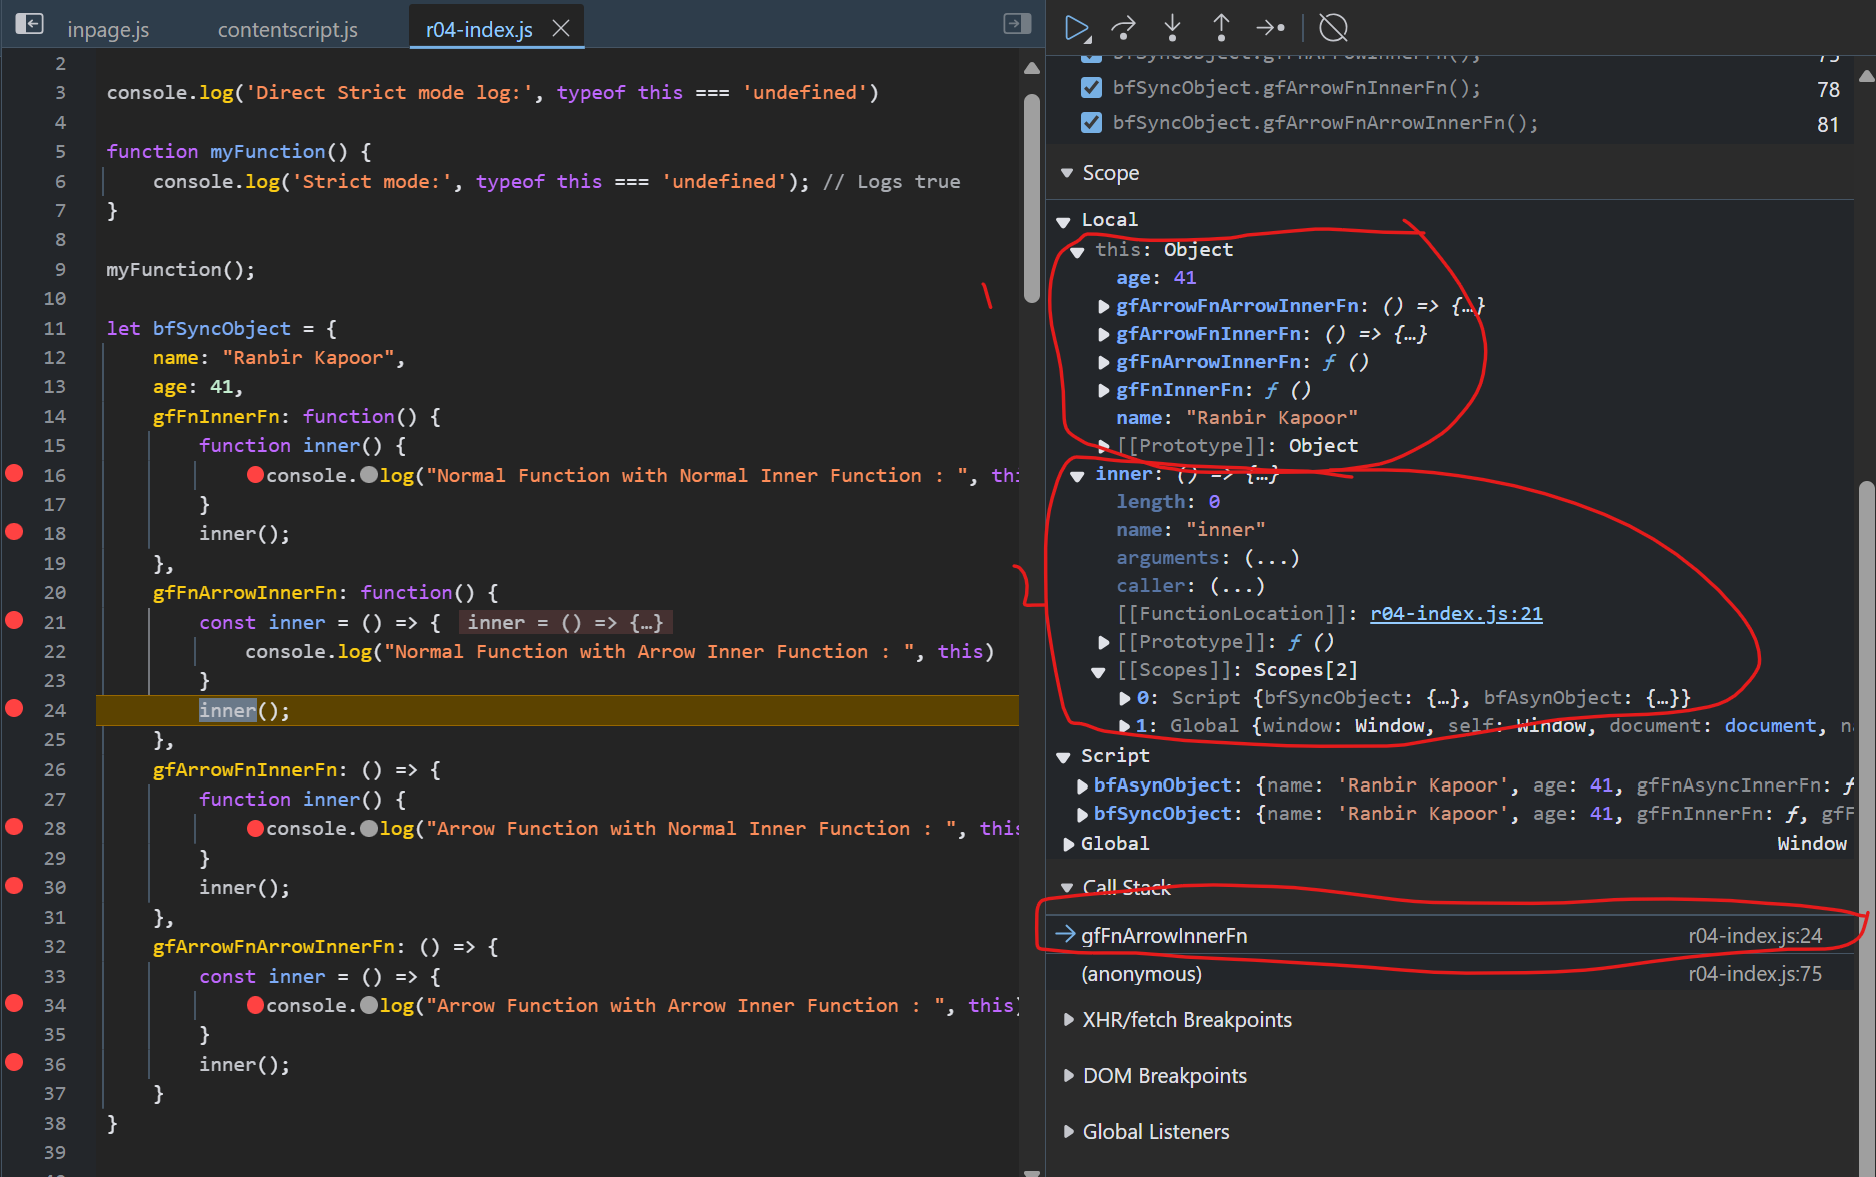 inpage.js contentscript.js r04-index.js
2
3 console.log('Direct Strict mode log:', typeof this === 'undefined')
4
5 function myFunction() {
6 console.log('Strict mode:', typeof this === 'undefined'); // Logs true
7 }
8
9 myFunction();
10
11 let bfSyncObject = {
12 name: "Ranbir Kapoor",
13 age: 41,
14 gfFnInnerFn: function() {
15 function inner() {
16 console.log("Normal Function with Normal Inner Function : ", thi
17 }
18 inner();
19 },
20 gfFnArrowInnerFn: function() {
21 const inner = () => { inner = () => {…}
22 console.log("Normal Function with Arrow Inner Function : ", this)
23 }
24 inner();
25 },
26 gfArrowFnInnerFn: () => {
27 function inner() {
28 console.log("Arrow Function with Normal Inner Function : ", this
29 }
30 inner();
31 },
32 gfArrowFnArrowInnerFn: () => {
33 const inner = () => {
34 console.log("Arrow Function with Arrow Inner Function : ", this)
35 }
36 inner();
37 }
38 }
39
bfSyncObject.gfFnArrowInnerFn(); 75
bfSyncObject.gfArrowFnInnerFn(); 78
bfSyncObject.gfArrowFnArrowInnerFn(); 81
Scope
Local
this: Object
age: 41
gfArrowFnArrowInnerFn: () => {…}
gfArrowFnInnerFn: () => {…}
gfFnArrowInnerFn: ƒ ()
gfFnInnerFn: ƒ ()
name: "Ranbir Kapoor"
[[Prototype]]: Object
inner: () => {…}
length: 0
name: "inner"
arguments: (...)
caller: (...)
[[FunctionLocation]]: r04-index.js:21
[[Prototype]]: ƒ ()
[[Scopes]]: Scopes[2]
0: Script {bfSyncObject: {…}, bfAsynObject: {…}}
1: Global {window: Window, self: Window, document: document, n
Script
bfAsynObject: {name: 'Ranbir Kapoor', age: 41, gfFnAsyncInnerFn: ƒ
bfSyncObject: {name: 'Ranbir Kapoor', age: 41, gfFnInnerFn: ƒ, gfF
Global Window
Call Stack
gfFnArrowInnerFn r04-index.js:24
(anonymous) r04-index.js:75
XHR/fetch Breakpoints
DOM Breakpoints
Global Listeners